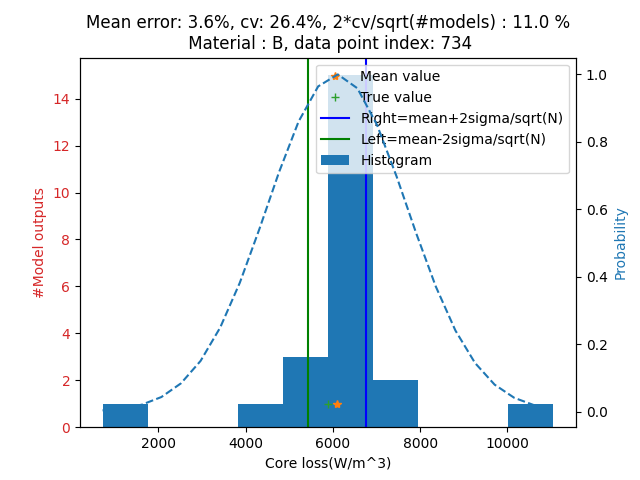 Mean error: 3.6%, cv: 26.4%, 2*cv/sqrt(#models) : 11.0 %
Material : B, data point index: 734
Mean value
True value
Right=mean+2sigma/sqrt(N)
Left=mean-2sigma/sqrt(N)
Histogram
#Model outputs
14
12
10
8
6
4
2
0
1.0
0.8
0.6
0.4
0.2
0.0
Probability
2000 4000 6000 8000 10000
Core loss(W/m^3)